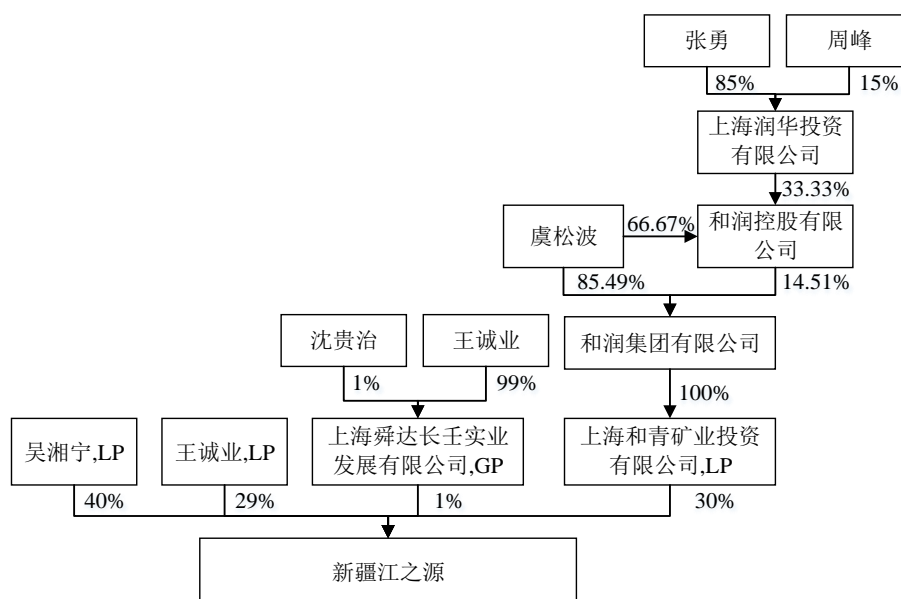 张勇
周峰
85%
15%
上海润华投资
有限公司
33.33%
虞松波
66.67%
和润控股有限
公司
85.49%
14.51%
沈贵治
王诚业
和润集团有限公司
1%
99%
100%
吴湘宁,LP
王诚业,LP
上海舜达长壬实业
发展有限公司,GP
上海和青矿业投资
有限公司,LP
40%
29%
1%
30%
新疆江之源